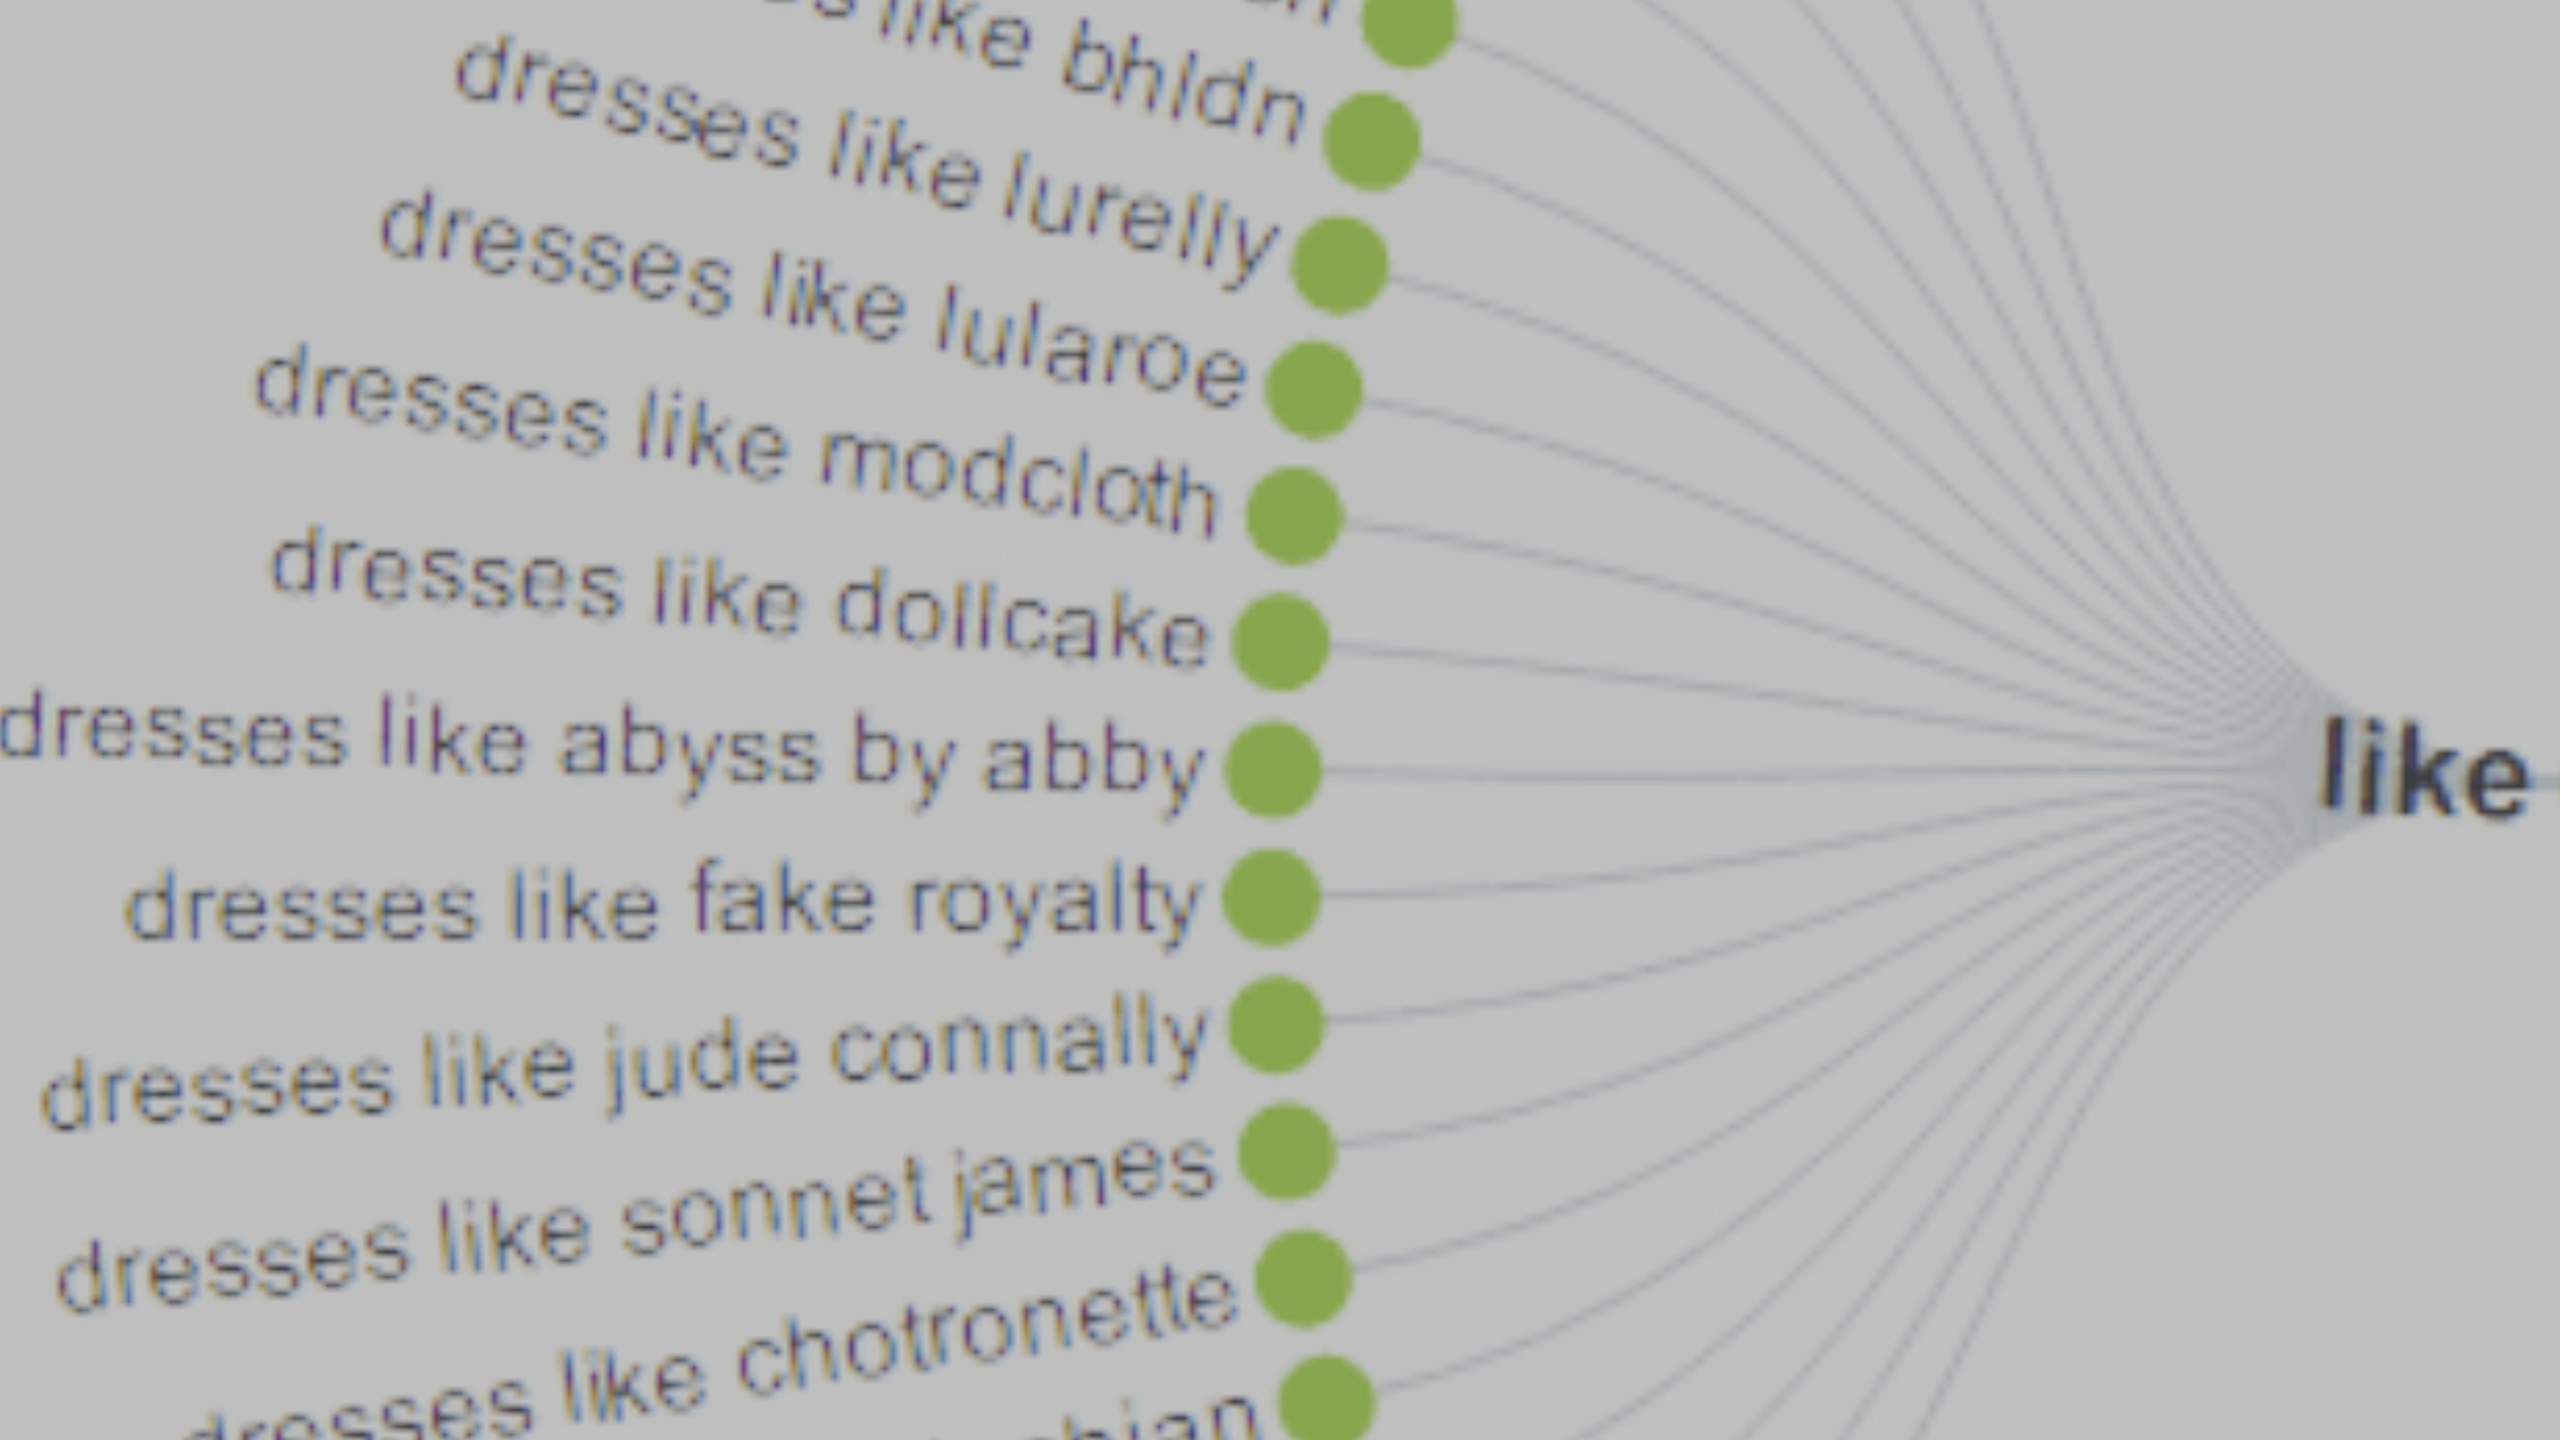 like bhldn
dresses like lurelly
dresses like lularoe
dresses like modcloth
dresses like dollcake
dresses like abyss by abby
like
dresses like fake royalty
dresses like jude connally
dresses like sonnet james
dresses like chotronette